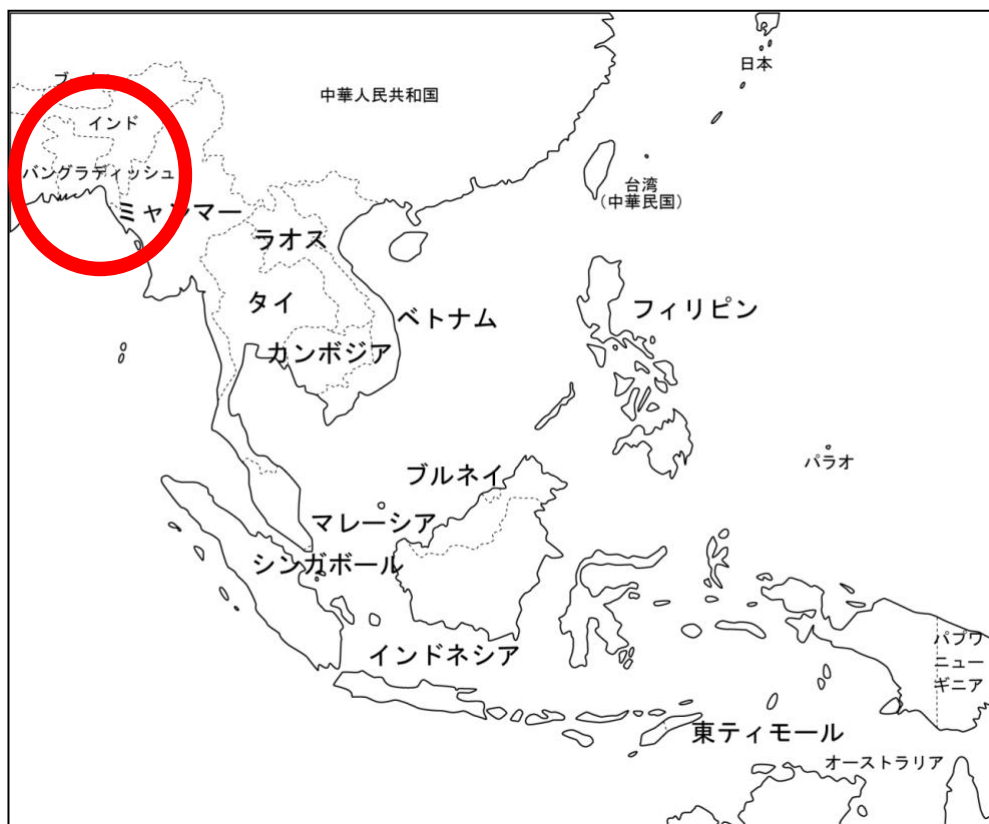 日本
中華人民共和国
インド
バングラディッシュ
台湾
(中華民国)
ミャンマー
ラオス
タイ
ベトナム
フィリピン
カンボジア
パラオ
ブルネイ
マレーシア
シンガポール
インドネシア
パプワ
ニュー
ギニア
東ティモール
オーストラリア